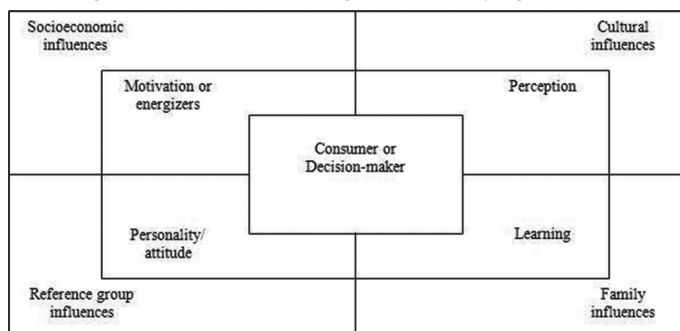 Socioeconomic
influences
Cultural
influences
Motivation or
energizers
Perception
Consumer or
Decision-maker
Personality/
attitude
Learning
Reference group
influences
Family
influences